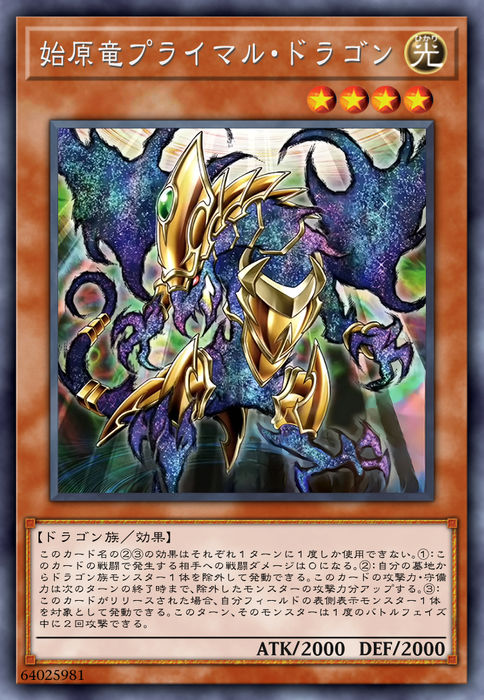 始原竜プライマル・ドラゴン
ひかり
光
【ドラゴン族／効果】
このカード名の②③の効果はそれぞれ１ターンに１度しか使用できない。①：こ
のカードの戦闘で発生する相手への戦闘ダメージは０になる。②：自分の墓地か
らドラゴン族モンスター１体を除外して発動できる。このカードの攻撃力・守備
力は次のターンの終了時まで、除外したモンスターの攻撃力分アップする。③：
このカードがリリースされた場合、自分フィールドの表側表示モンスター１体
を対象として発動できる。このターン、そのモンスターは１度のバトルフェイズ
中に２回攻撃できる。
ATK/2000 DEF/2000
64025981